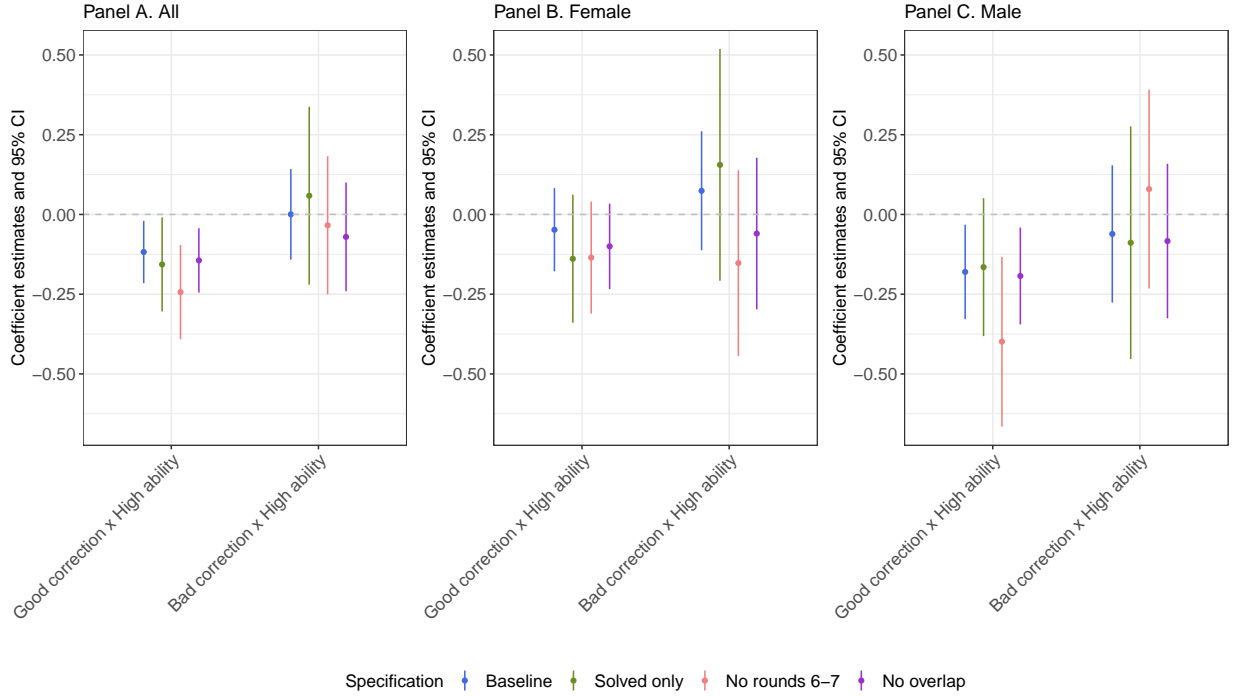 Panel A. All
Panel B. Female
Panel C. Male
Coefficient estimates and 95% CI
0.50
0.25
0.00
−0.25
−0.50
Good correction x High ability
Bad correction x High ability
Coefficient estimates and 95% CI
0.50
0.25
0.00
−0.25
−0.50
Good correction x High ability
Bad correction x High ability
Coefficient estimates and 95% CI
0.50
0.25
0.00
−0.25
−0.50
Good correction x High ability
Bad correction x High ability
Specification Baseline Solved only No rounds 6−7 No overlap